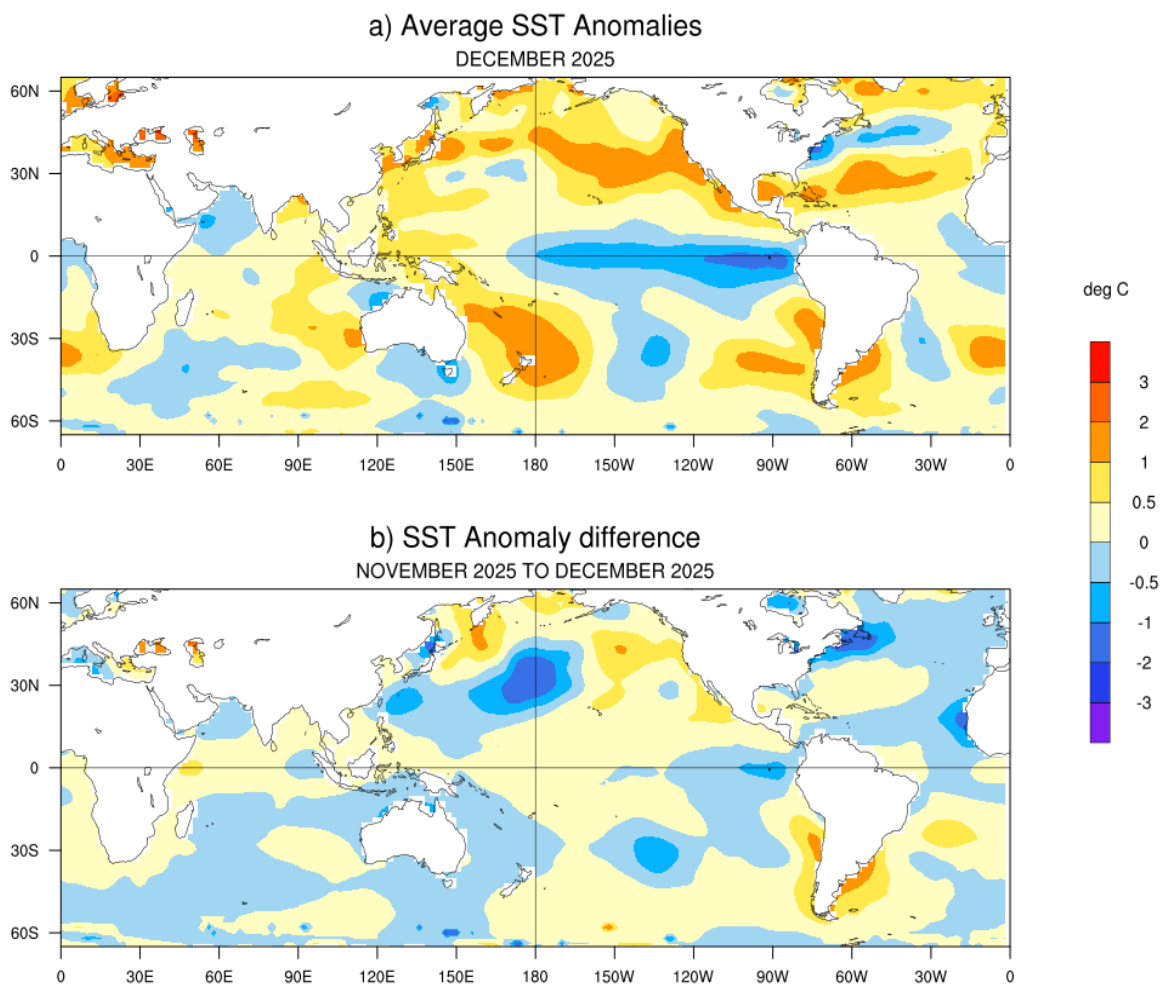 a) Average SST Anomalies
DECEMBER 2025
60N
30N
0
30S
60S
0 30E 60E 90E 120E 150E 180 150W 120W 90W 60W 30W 0
b) SST Anomaly difference
NOVEMBER 2025 TO DECEMBER 2025
60N
30N
0
30S
60S
0 30E 60E 90E 120E 150E 180 150W 120W 90W 60W 30W 0
deg C
3
2
1
0.5
0
-0.5
-1
-2
-3